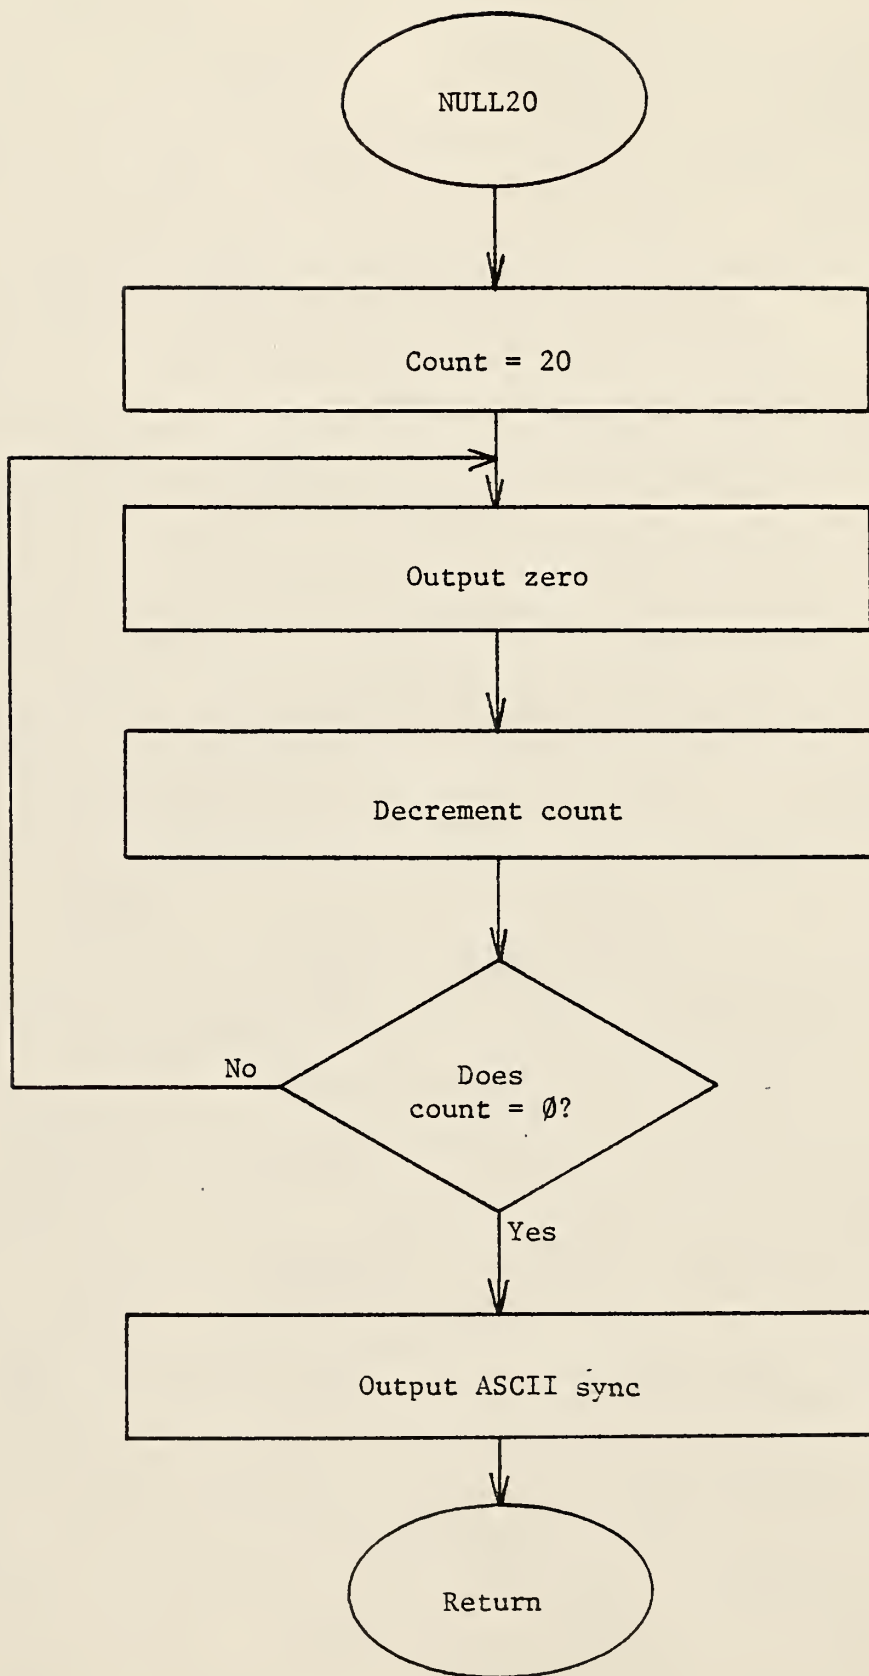 NULL20
Count = 20
Output zero
Decrement count
No
Does
count = Ø?
Yes
Output ASCII sync
Return